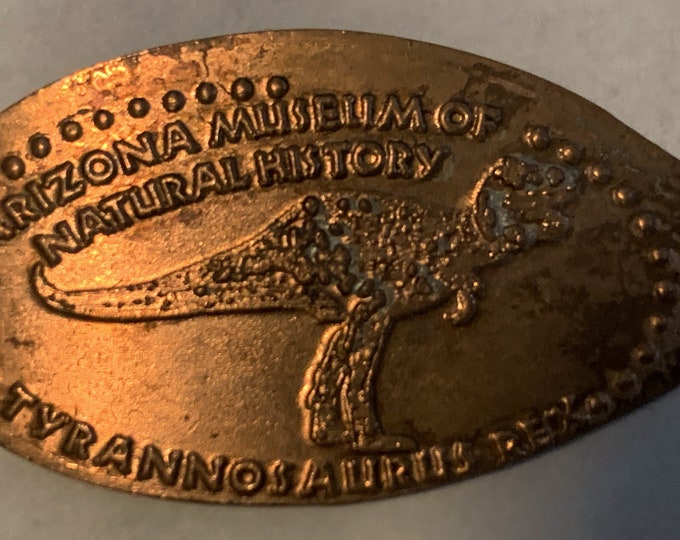 ARIZONA MUSEUM OF
NATURAL HISTORY
TYRANNOSAURUS REX